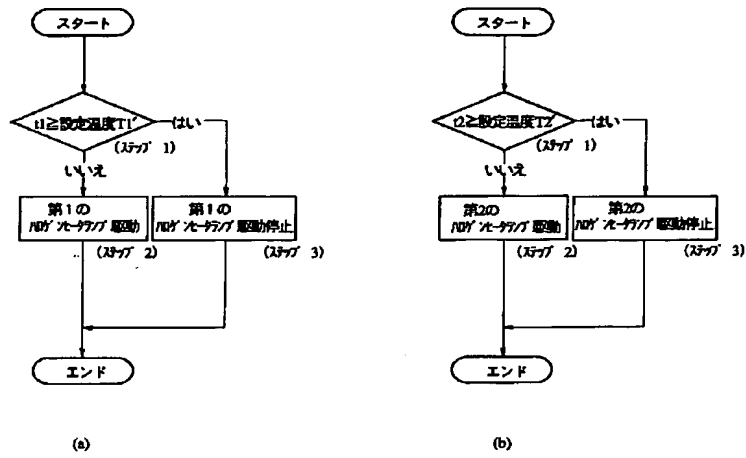 スタート
t1≧設定温度T1′
はい
(ステップ 1)
いいえ
第1の
ハロゲンヒータランプ駆動
第1の
ハロゲンヒータランプ駆動停止
(ステップ 2)
(ステップ 3)
エンド
(a)
スタート
t2≧設定温度T2′
はい
(ステップ 1)
いいえ
第2の
ハロゲンヒータランプ駆動
第2の
ハロゲンヒータランプ駆動停止
(ステップ 2)
(ステップ 3)
エンド
(b)